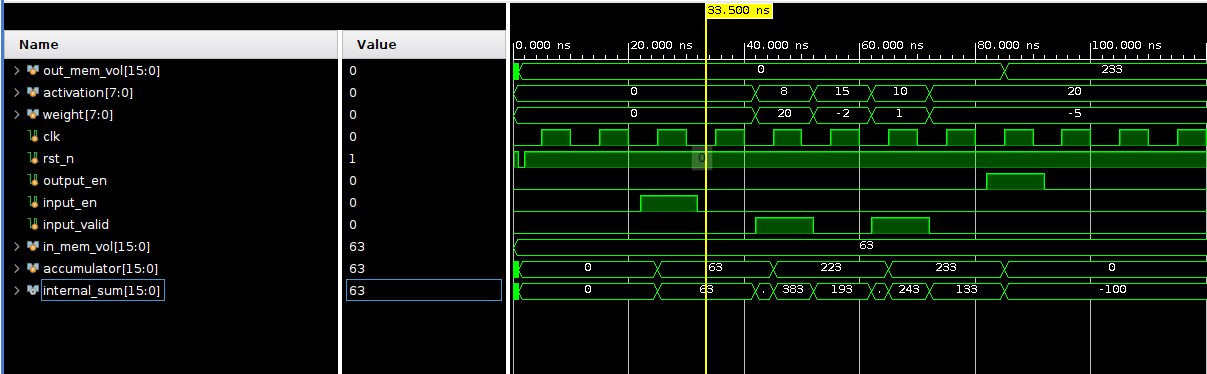 33.500 ns
Name Value
0.000 ns 20.000 ns 40.000 ns 60.000 ns 80.000 ns 100.000 ns
out_mem_vol[15:0] 0 0 233
activation[7:0] 0 0 8 15 10 20
weight[7:0] 0 0 20 -2 1 -5
clk 0
rst_n 1 0
output_en 0
input_en 0
input_valid 0
in_mem_vol[15:0] 63 63
accumulator[15:0] 63 0 63 223 233 0
internal_sum[15:0] 63 0 63 . 383 193 . 243 133 -100